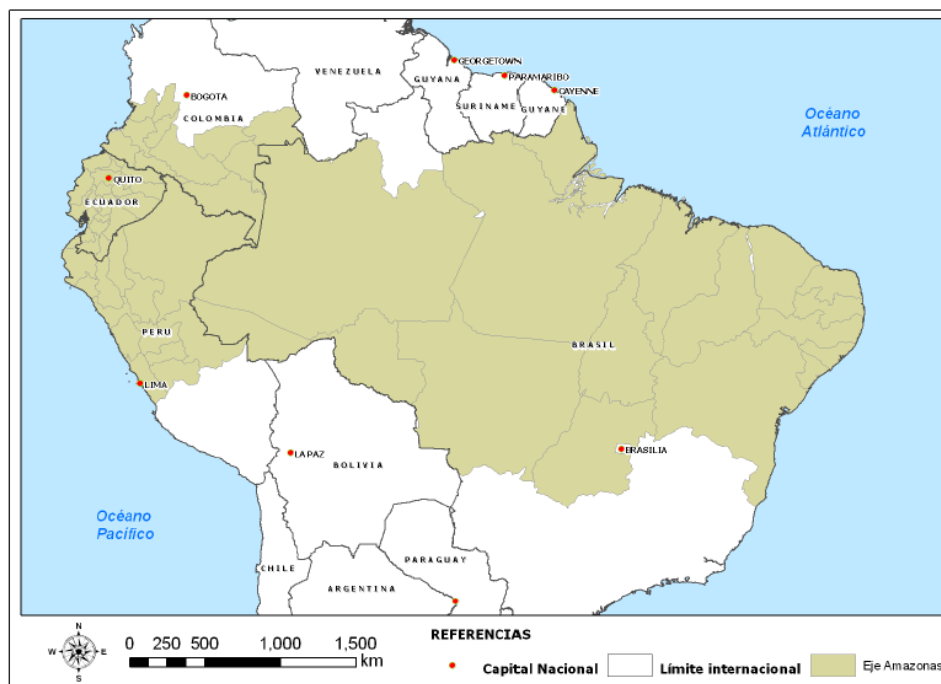 GEORGETOWN
VENEZUELA
GUYANA
PARAMARIBO
CAYENNE
BOGOTA
SURINAME
GUYANE
COLOMBIA
Océano
Atlántico
QUITO
ECUADOR
PERU
BRASIL
LIMA
BRASILIA
LA PAZ
BOLIVIA
Océano
Pacífico
PARAGUAY
CHILE
ARGENTINA
REFERENCIAS
N
W E
S
0 250 500 1,000 1,500
km
Capital Nacional Límite internacional Eje Amazonas